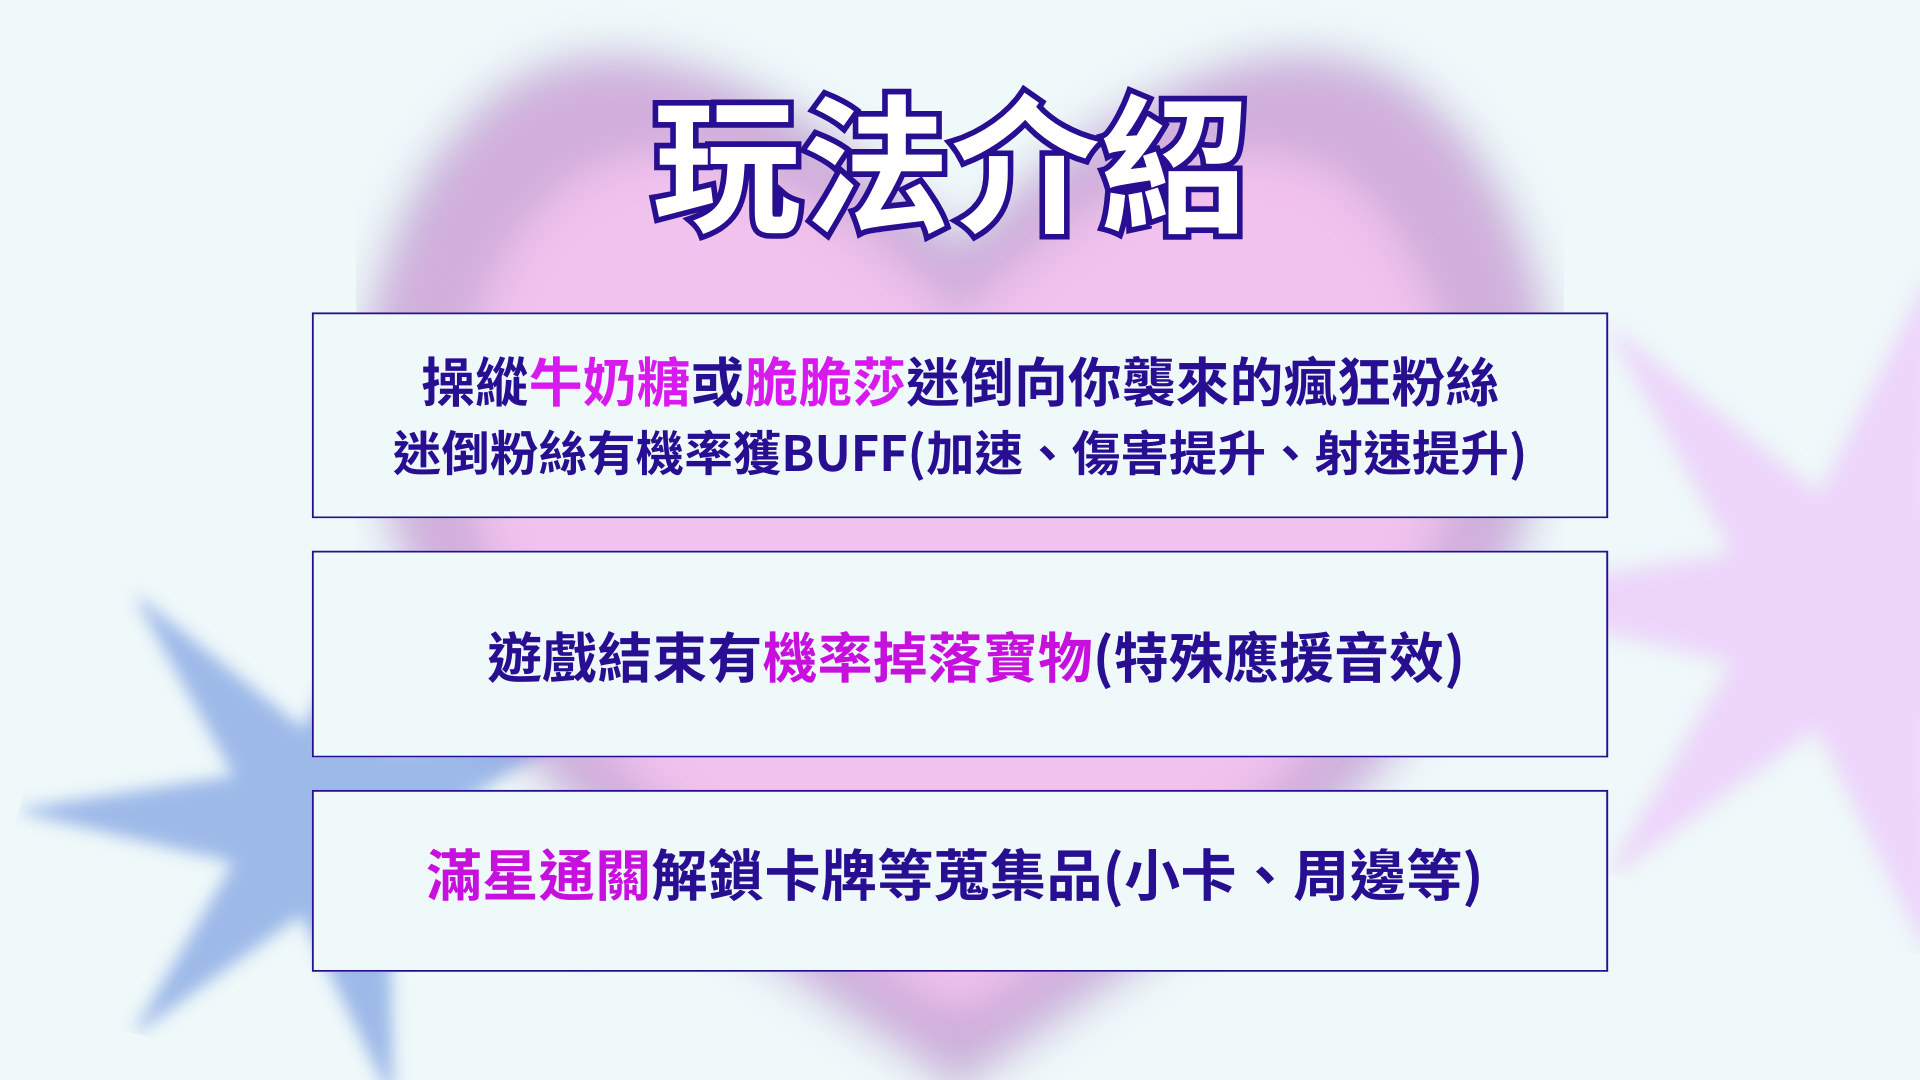 玩法介紹
操縱牛奶糖或脆脆莎迷倒向你襲來的瘋狂粉絲
迷倒粉絲有機率獲BUFF(加速、傷害提升、射速提升)
遊戲結束有機率掉落寶物(特殊應援音效)
滿星通關解鎖卡牌等蒐集品(小卡、周邊等)